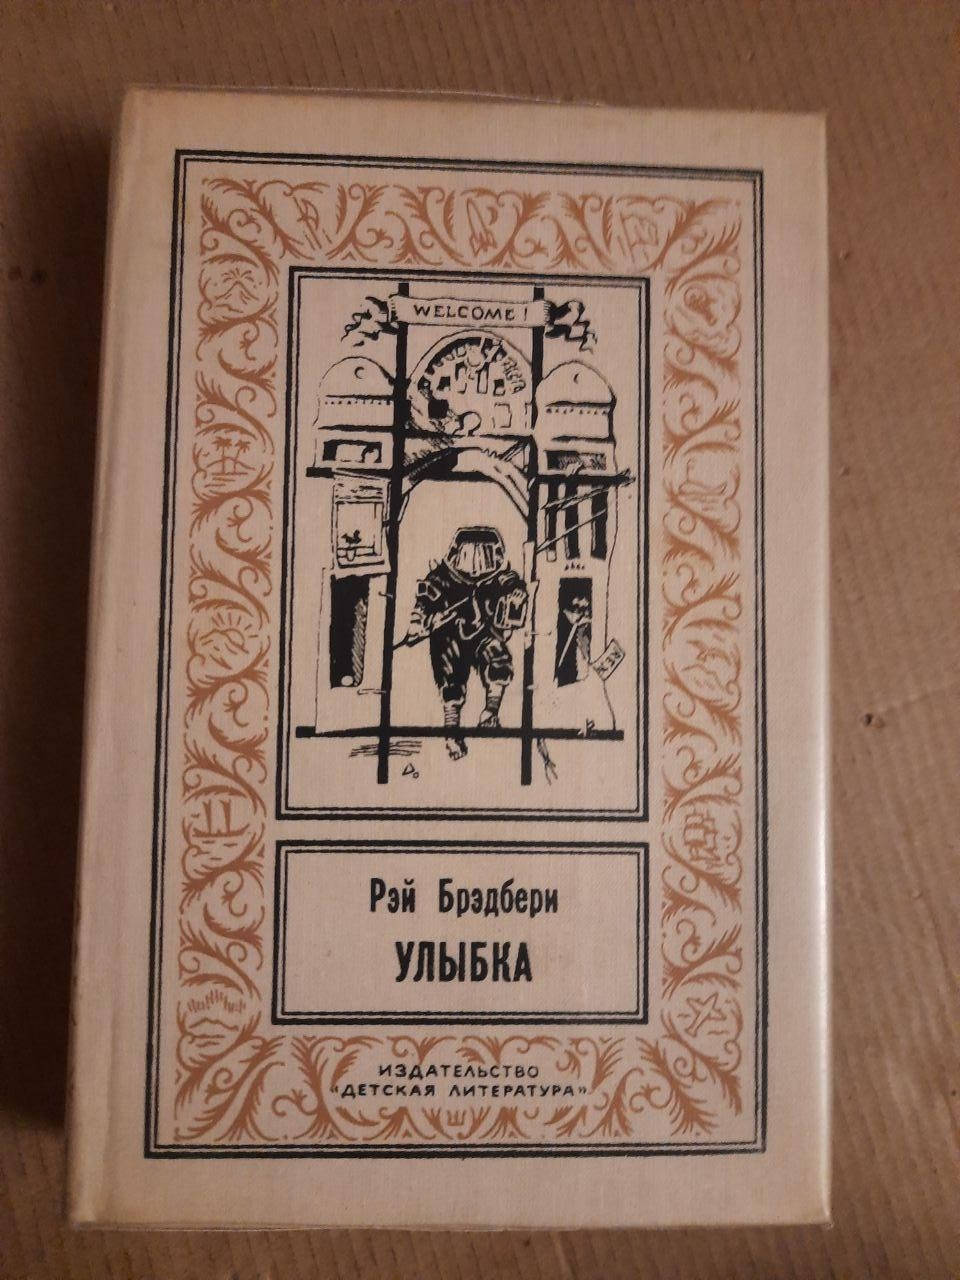 WELCOME!
Рэй Брэдбери
УЛЫБКА
ИЗДАТЕЛЬСТВО
«ДЕТСКАЯ ЛИТЕРАТУРА»